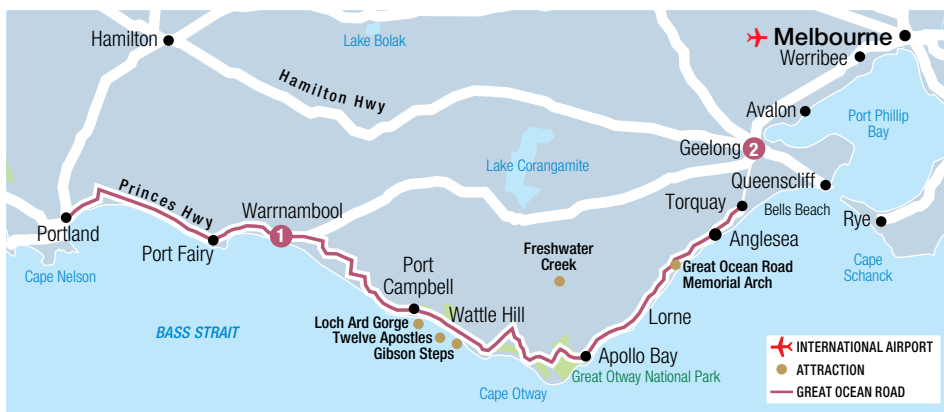 Hamilton
Lake Bolak
Melbourne
Werribee
Hamilton Hwy
Avalon
Port Phillip
Bay
Geelong
2
Lake Corangamite
Queenscliff
Princes Hwy
Torquay
Bells Beach
Warrnambool
1
Portland
Port Fairy
Anglesea
Rye
Cape Nelson
Freshwater
Creek
Great Ocean Road
Memorial Arch
Cape
Schanck
Port
Campbell
Wattle Hill
Lorne
BASS STRAIT
Loch Ard Gorge
Twelve Apostles
Gibson Steps
Apollo Bay
Great Otway National Park
Cape Otway
INTERNATIONAL AIRPORT
ATTRACTION
GREAT OCEAN ROAD